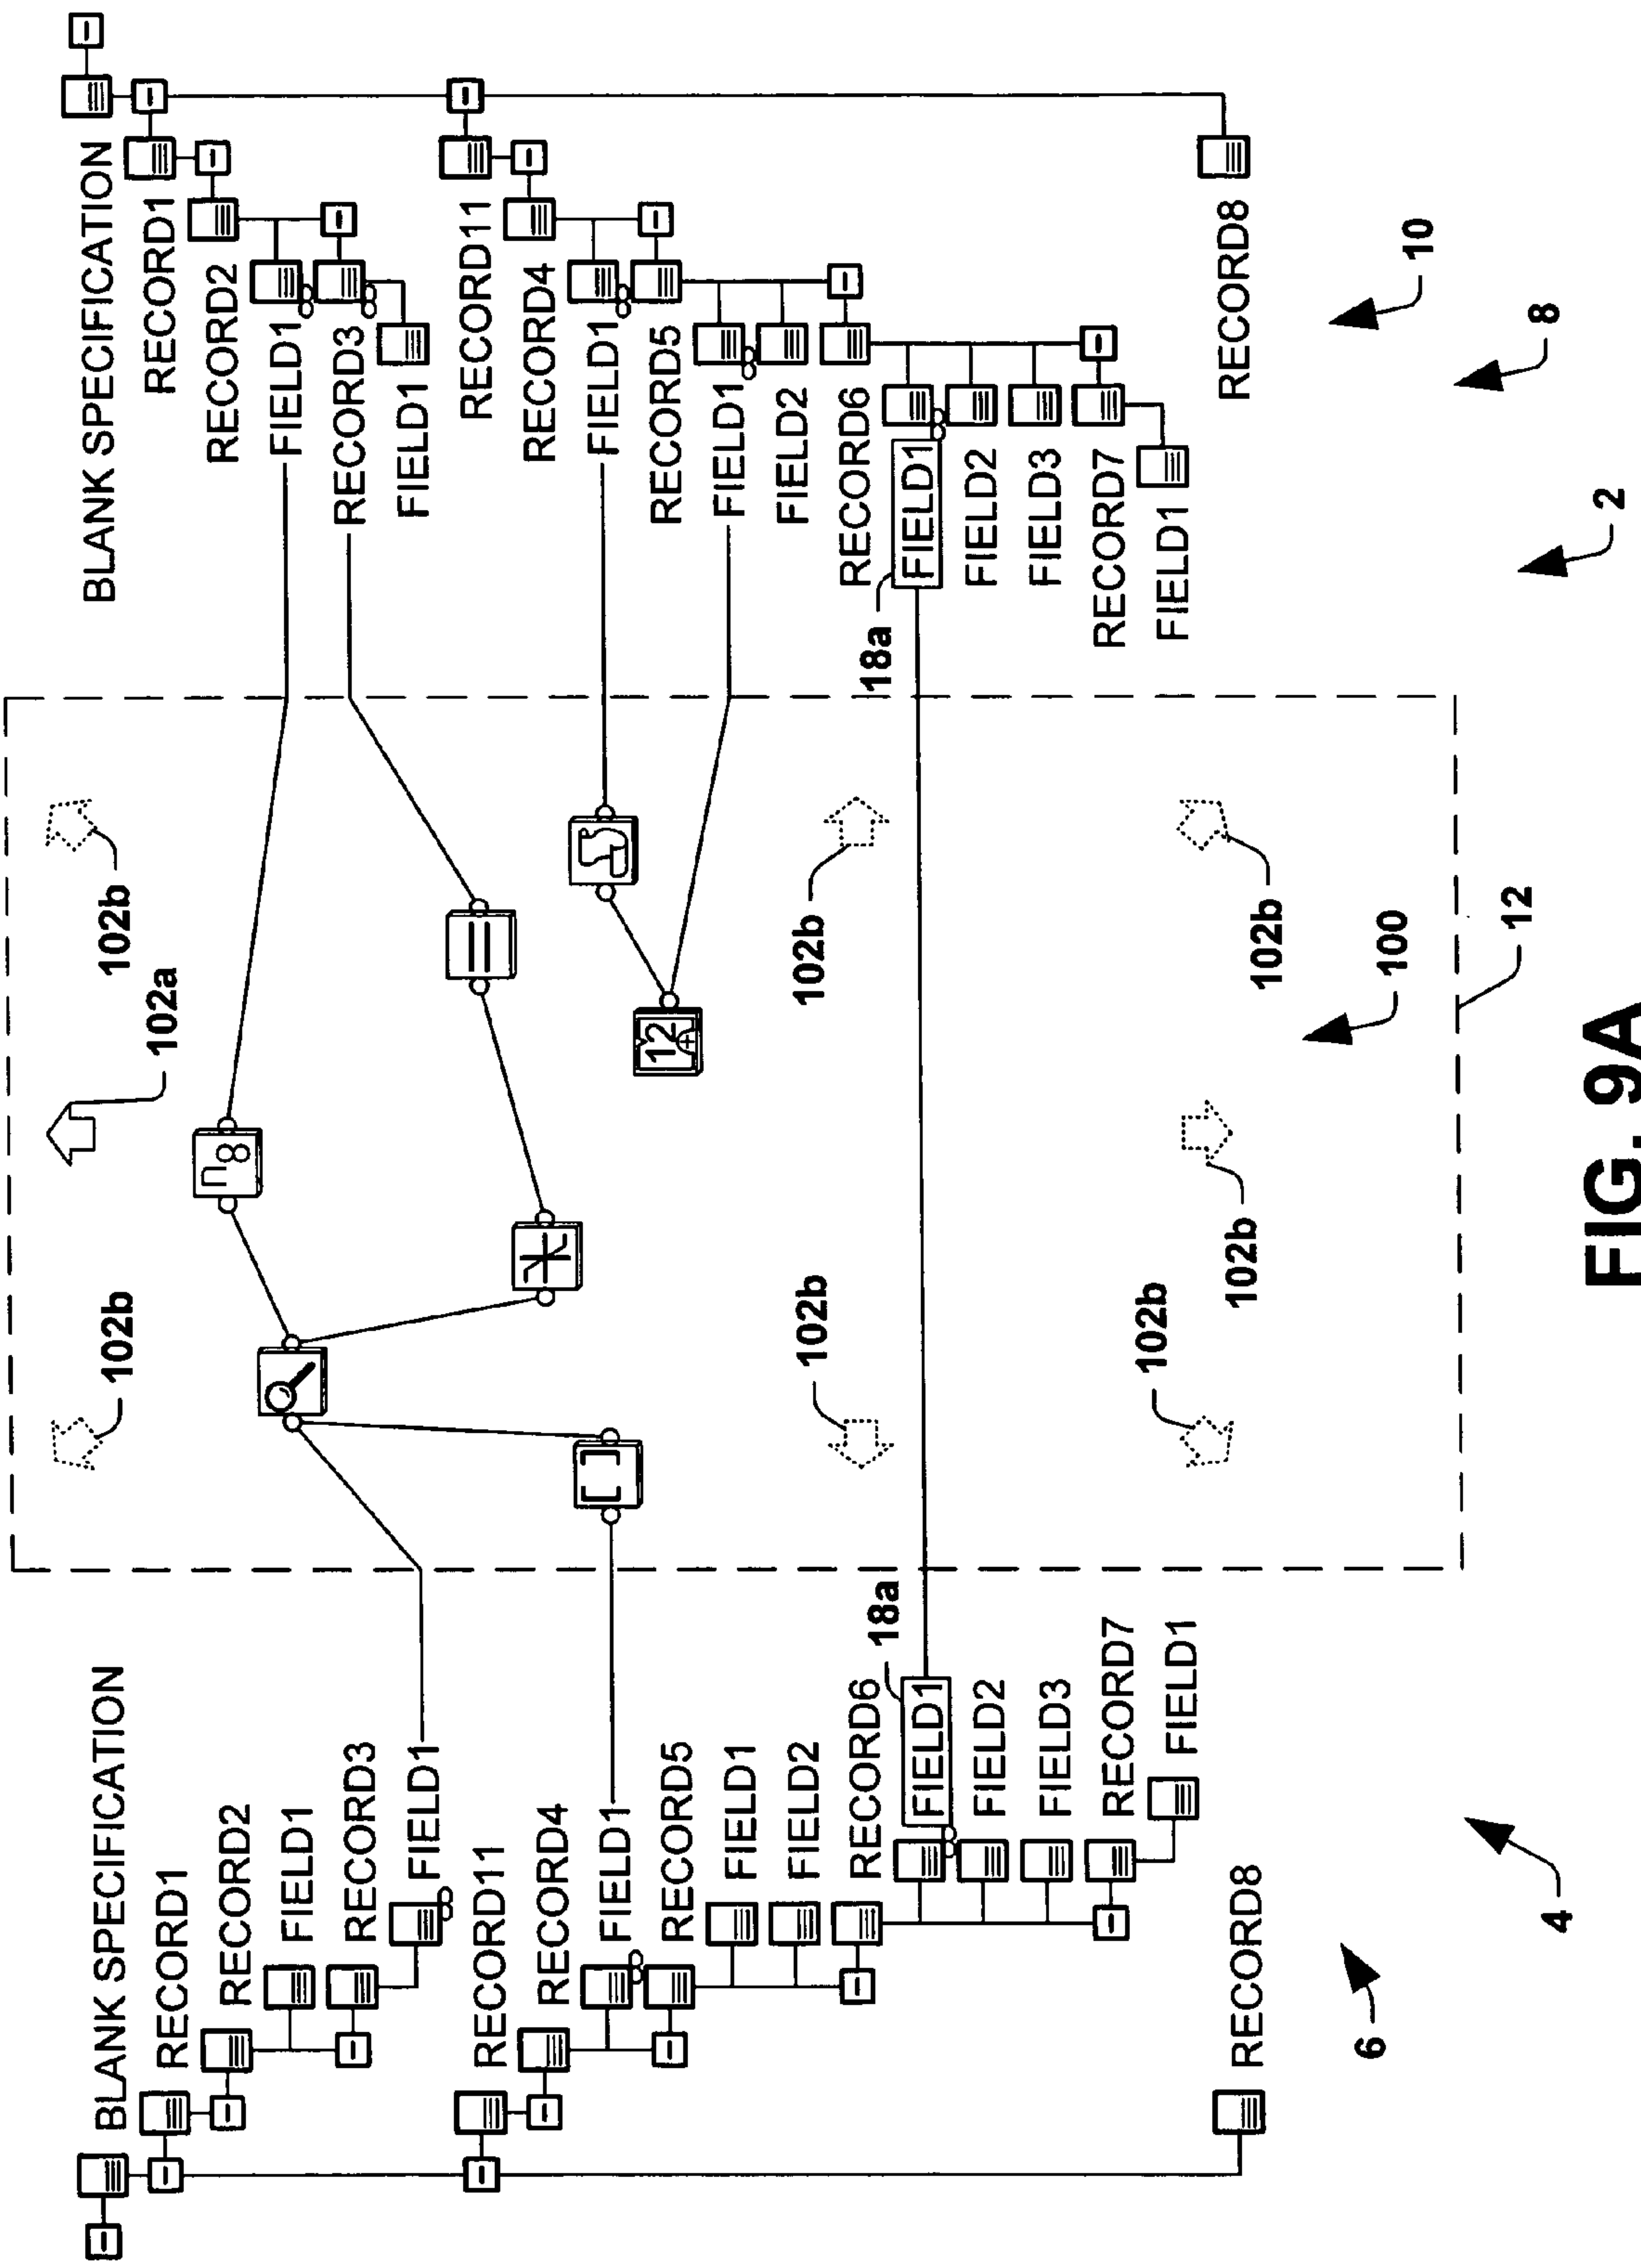 BLANK SPECIFICATION
RECORD1
RECORD2
FIELD1
RECORD3
FIELD1
RECORD11
RECORD4
FIELD1
RECORD5
FIELD1
FIELD2
RECORD6
18a
FIELD1
FIELD2
FIELD3
RECORD7
FIELD1
RECORD8
6
4
102b
102a
102b
8
12
102b
102b
102b
102b
102b
100
12
BLANK SPECIFICATION
RECORD1
RECORD2
FIELD1
RECORD3
FIELD1
RECORD11
RECORD4
FIELD1
RECORD5
FIELD1
FIELD2
RECORD6
18a
FIELD1
FIELD2
FIELD3
RECORD7
FIELD1
RECORD8
10
8
2
FIG. 9A